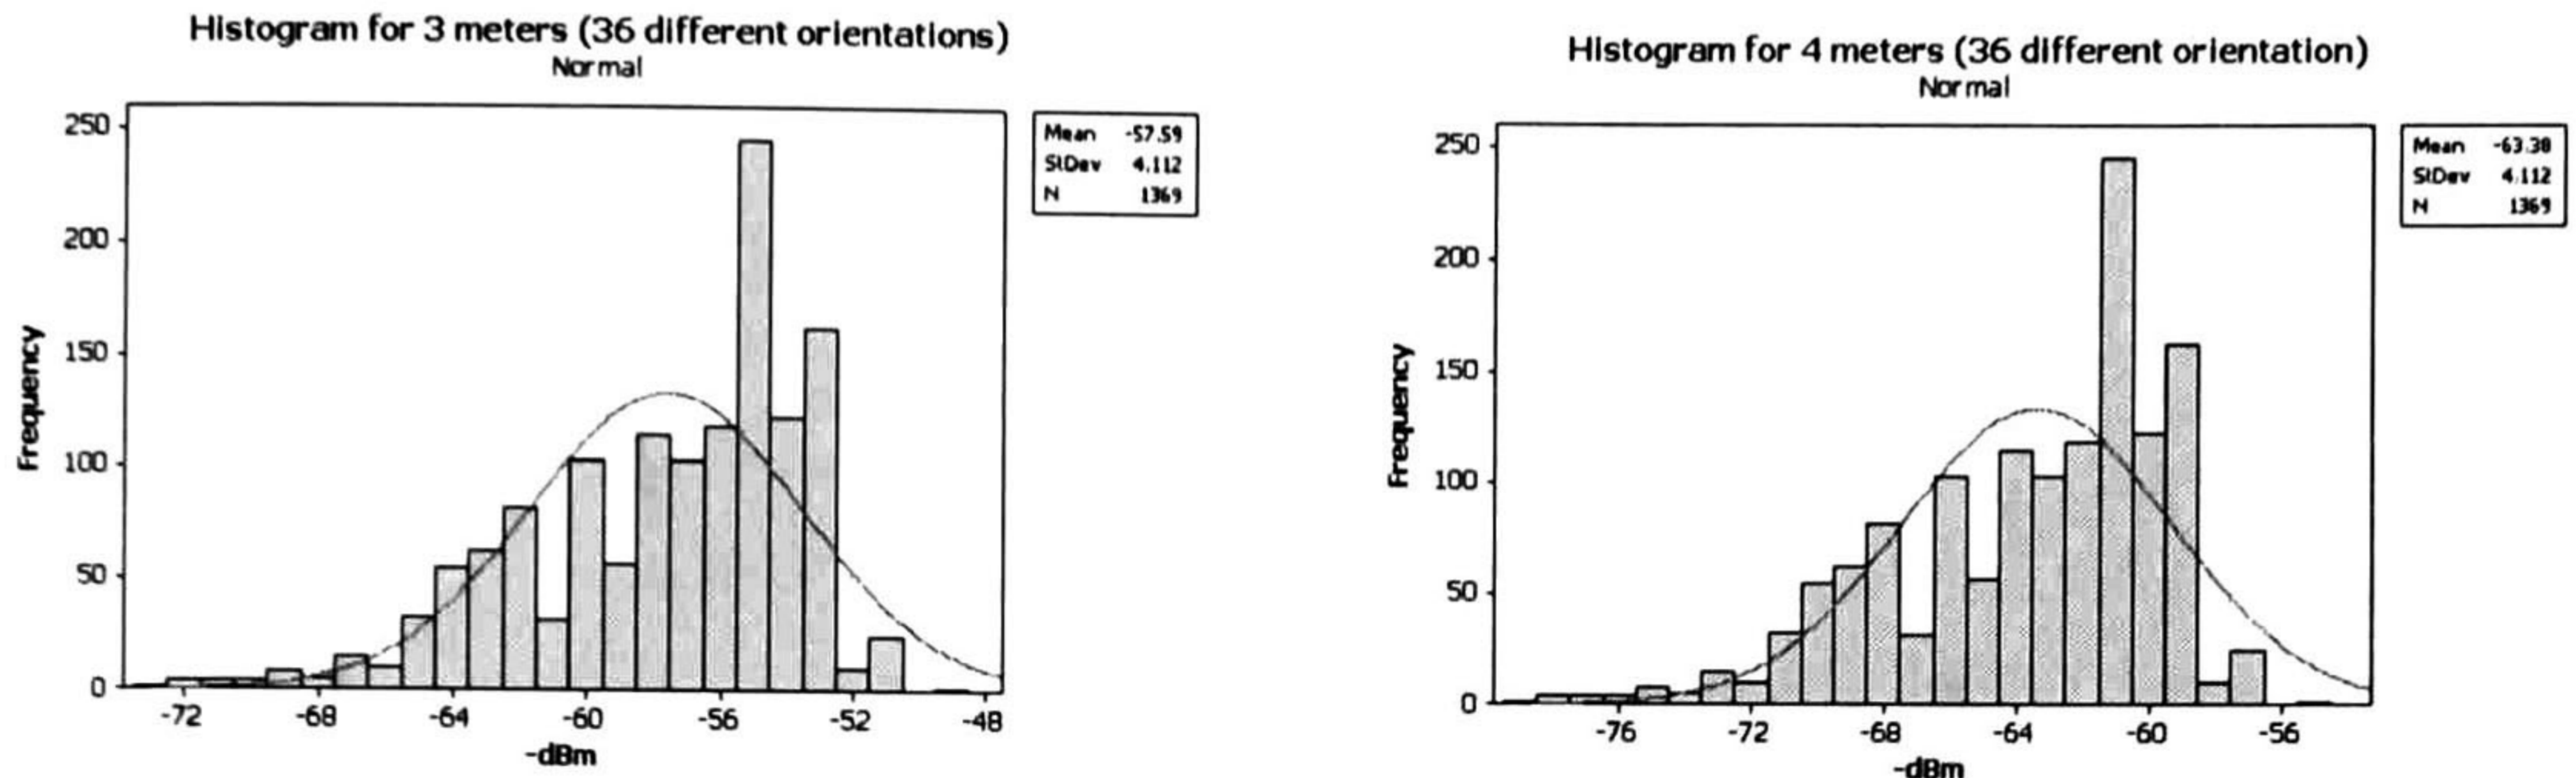 Histogram for 3 meters (36 different orientations)
Normal
Mean -57.59
StDev 4.112
N 1369
250
200
150
100
50
0
Frequency
-72 -68 -64 -60 -56 -52 -48
-dBm
Histogram for 4 meters (36 different orientation)
Normal
Mean -63.38
StDev 4.112
N 1369
250
200
150
100
50
0
Frequency
-76 -72 -68 -64 -60 -56
-dBm